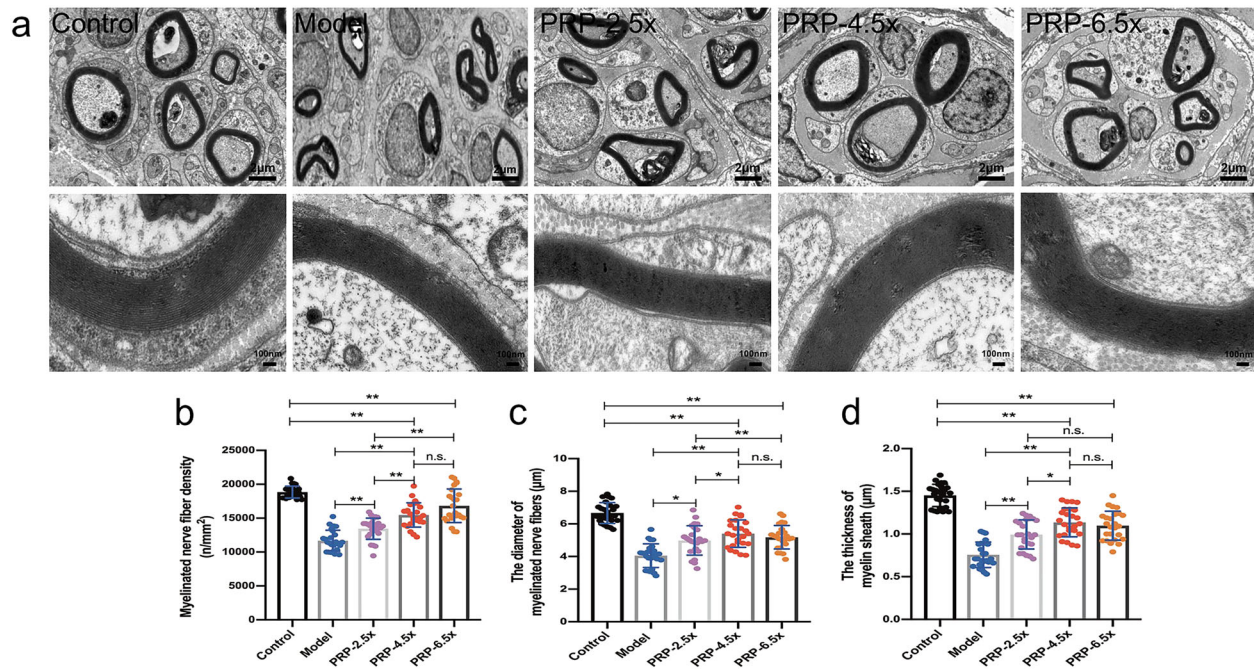 a
Control
Model
PRP-2.5x
PRP-4.5x
PRP-6.5x
2μm
2μm
2μm
2μm
2μm
100nm
100nm
100nm
100nm
100nm
b
**
**
**
**
n.s.
**
**
25000
20000
15000
10000
5000
0
Myelinated nerve fiber density
(n/mm²)
Control
Model
PRP-2.5x
PRP-4.5x
PRP-6.5x
c
**
**
**
**
n.s.
*
*
8
6
4
2
0
The diameter of
myelinated nerve fibers (μm)
Control
Model
PRP-2.5x
PRP-4.5x
PRP-6.5x
d
**
**
n.s.
**
n.s.
*
**
2.0
1.5
1.0
0.5
0.0
The thickness of
myelin sheath (μm)
Control
Model
PRP-2.5x
PRP-4.5x
PRP-6.5x